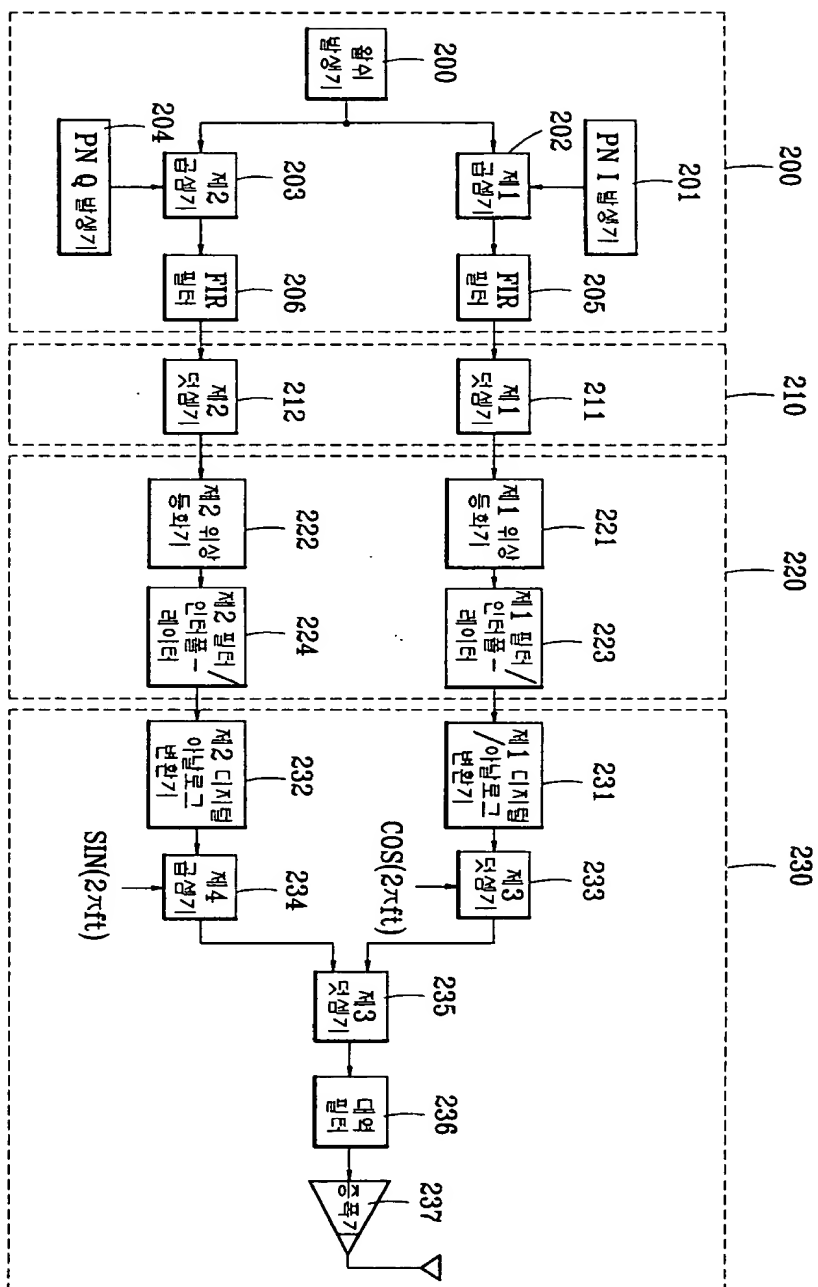 200
210
220
230
201
PN I 발생기
202
제1
곱셈기
205
FIR
필터
211
제1
덧셈기
221
제1 위상
등화기
223
제1 필터/
인터폴-
레이터
231
제1 디지털
/아날로그
변환기
233
제3
덧셈기
COS(2πft)
200
월쉬
발생기
235
제3
덧셈기
236
대역
필터
237
증폭기
203
제2
곱셈기
206
FIR
필터
212
제2
덧셈기
222
제2 위상
등화기
224
제2 필터/
인터폴-
레이터
232
제2 디지털
아날로그
변환기
234
제4
곱셈기
204
PN Q 발생기
SIN(2πft)